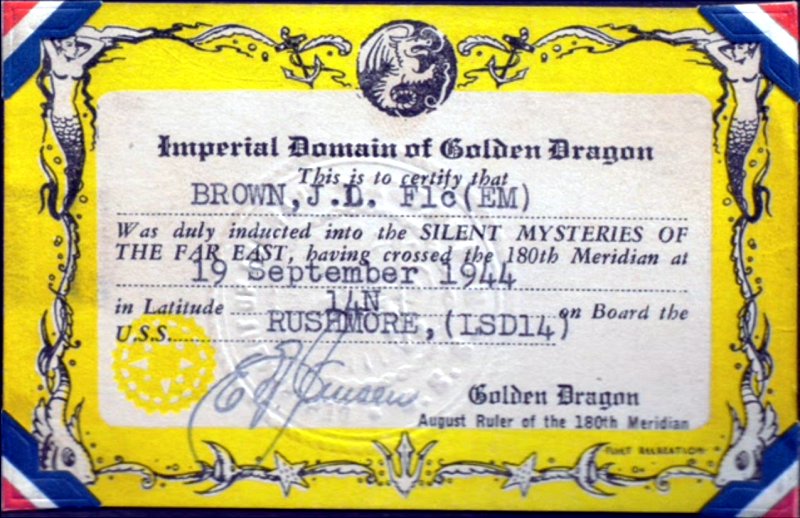 Imperial Domain of Golden Dragon
This is to certify that
BROWN,J.D. F1c(EM)
Was duly inducted into the SILENT MYSTERIES OF
THE FAR EAST, having crossed the 180th Meridian at
19 September 1944
in Latitude 14N on Board the
U.S.S. RUSHMORE,(LSD14)
Golden Dragon
August Ruler of the 180th Meridian